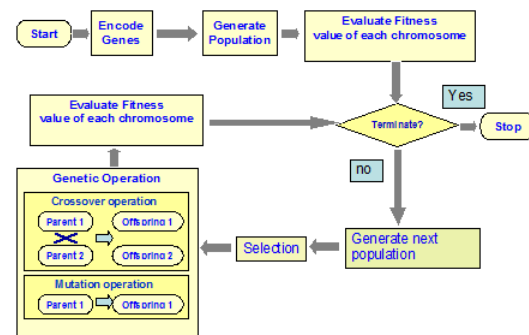 Start
Encode
Genes
Generate
Population
Evaluate Fitness
value of each chromosome
Yes
Evaluate Fitness
value of each chromosome
Terminate?
Stop
no
Genetic Operation
Crossover operation
Parent 1
Offspring 1
Parent 2
Offspring 2
Selection
Generate next
population
Mutation operation
Parent 1
Offspring 1